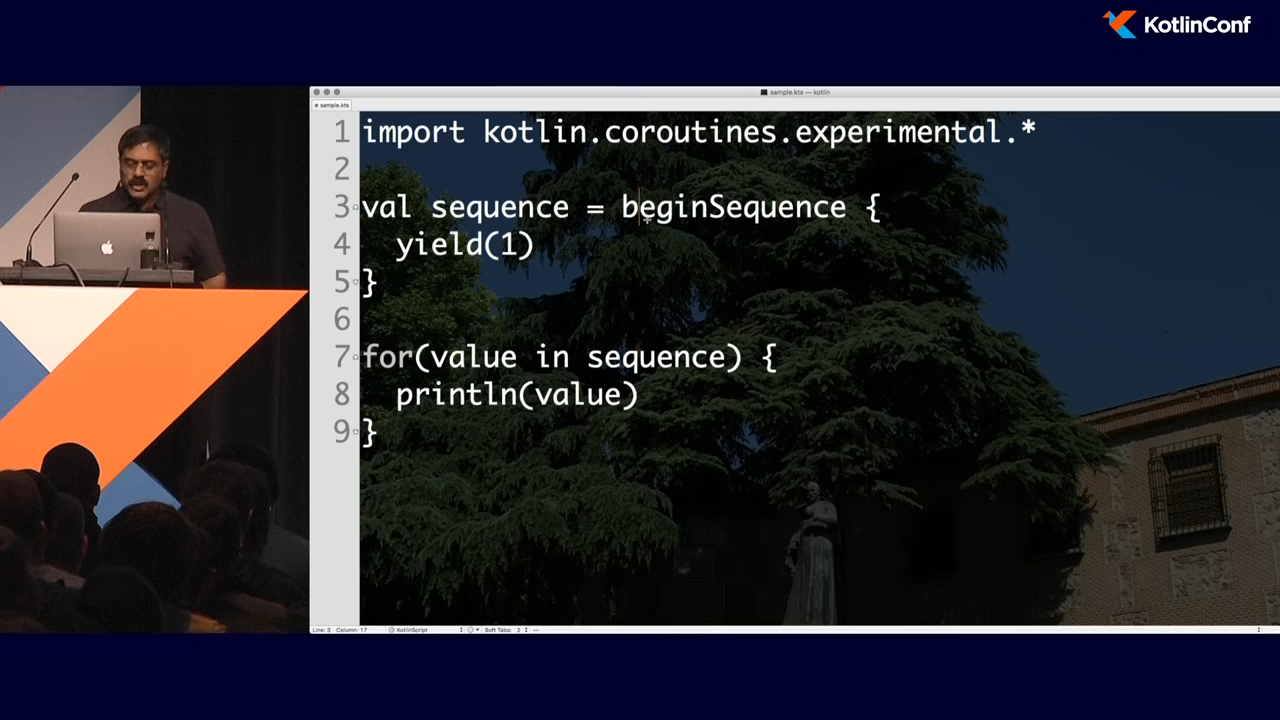 KotlinConf
sample.kts — kotlin
sample.kts
1 import kotlin.coroutines.experimental.*
2
3 val sequence = beginSequence {
4   yield(1)
5 }
6
7 for(value in sequence) {
8   println(value)
9 }
Line: 3 Column: 17 KotlinScript Soft Tabs: 2 —